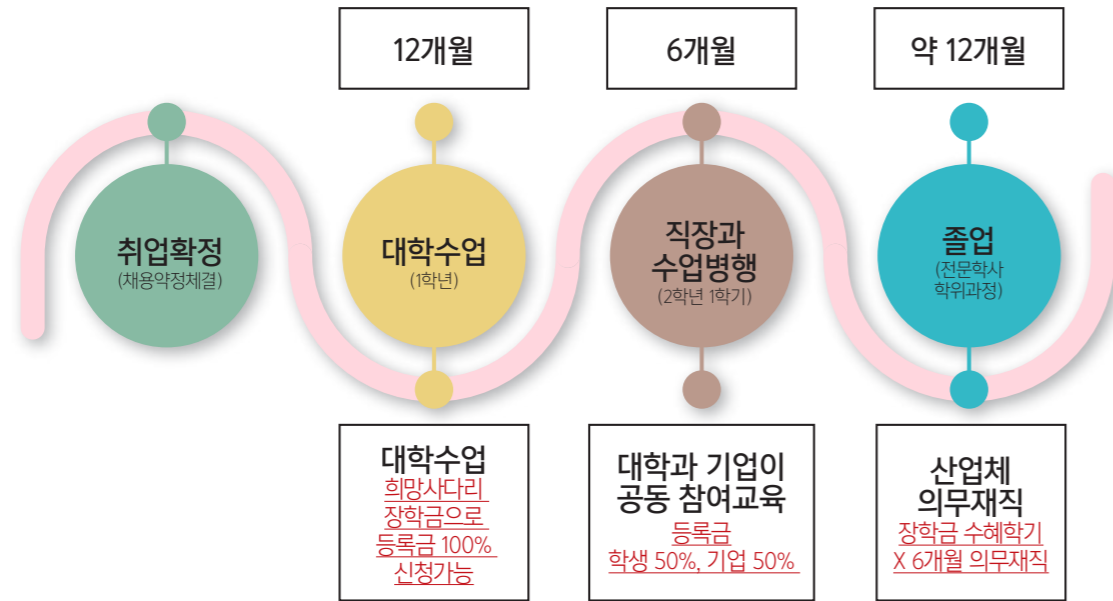 12개월
6개월
약 12개월
취업확정
(채용약정체결)
대학수업
(1학년)
직장과
수업병행
(2학년 1학기)
졸업
(전문학사
학위과정)
대학수업
희망사다리
장학금으로
등록금 100%
신청가능
대학과 기업이
공동 참여교육
등록금
학생 50%, 기업 50%
산업체
의무재직
장학금 수혜학기
X 6개월 의무재직